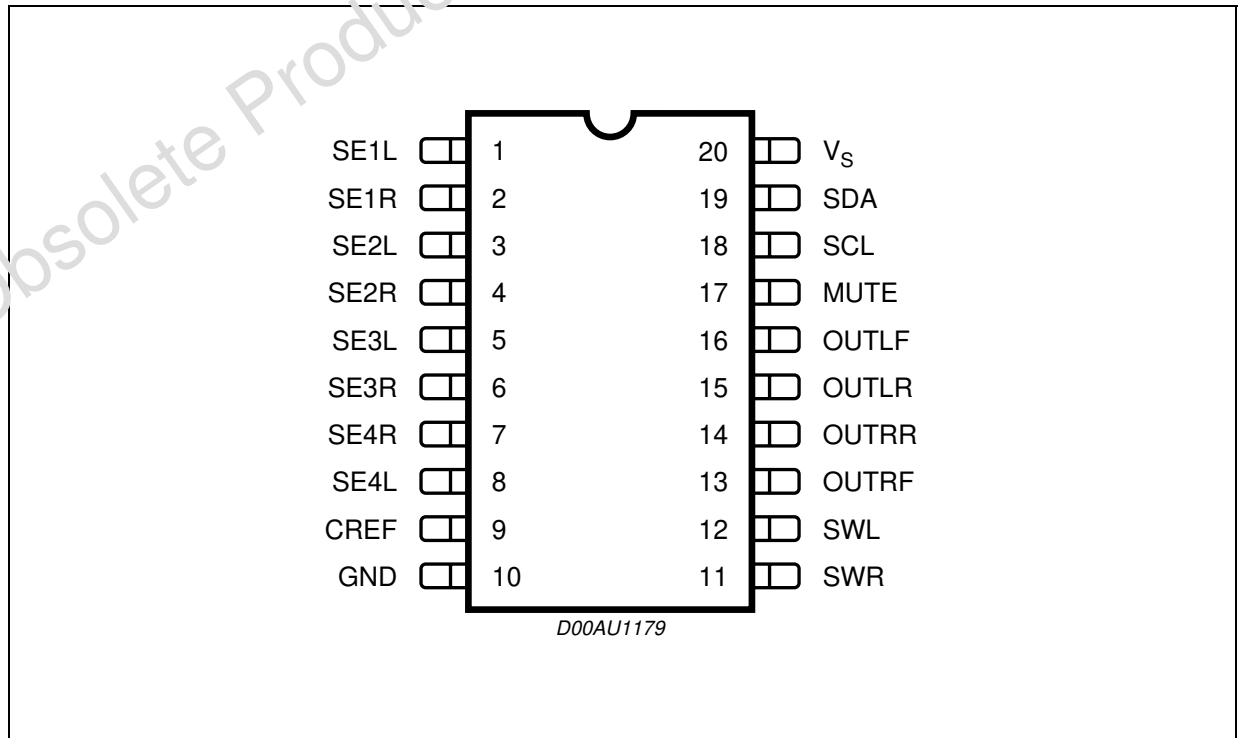 Obsolete Produc
SE1L 1 20 VS
SE1R 2 19 SDA
SE2L 3 18 SCL
SE2R 4 17 MUTE
SE3L 5 16 OUTLF
SE3R 6 15 OUTLR
SE4R 7 14 OUTRR
SE4L 8 13 OUTRF
CREF 9 12 SWL
GND 10 11 SWR
D00AU1179